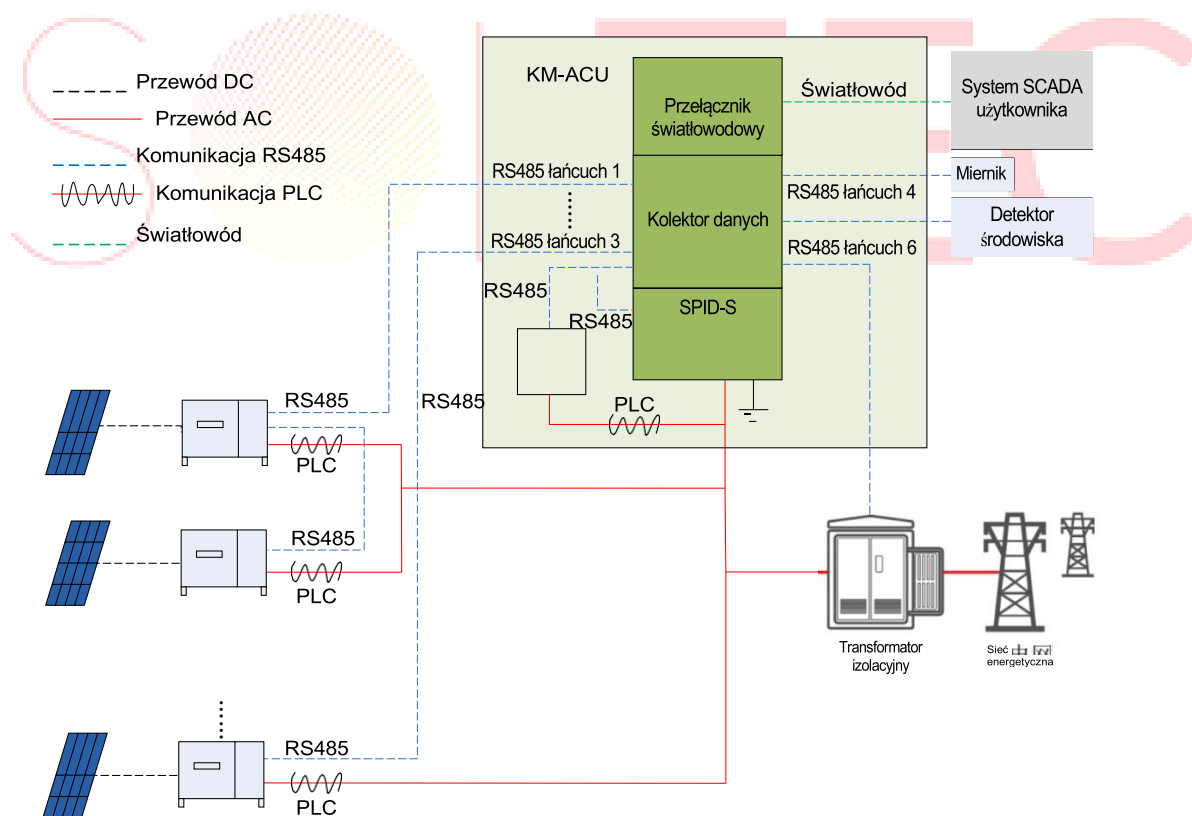 Przewód DC
Przewód AC
Komunikacja RS485
Komunikacja PLC
Światłowód
KM-ACU
Przełącznik
światłowodowy
Światłowód
System SCADA
użytkownika
RS485 łańcuch 1
RS485 łańcuch 4
Miernik
Kolektor danych
Detektor
środowiska
RS485 łańcuch 3
RS485 łańcuch 6
RS485
RS485
SPID-S
RS485
RS485
PLC
PLC
RS485
PLC
Transformator
izolacyjny
Sieć
energetyczna
RS485
PLC